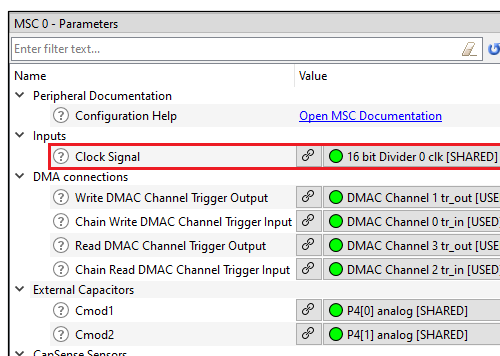 MSC 0 - Parameters
Enter filter text...
Name Value
Peripheral Documentation
Configuration Help Open MSC Documentation
Inputs
Clock Signal 16 bit Divider 0 clk [SHARED]
DMA connections
Write DMAC Channel Trigger Output DMAC Channel 1 tr_out [USE
Chain Write DMAC Channel Trigger Input DMAC Channel 0 tr_in [USED
Read DMAC Channel Trigger Output DMAC Channel 3 tr_out [USE
Chain Read DMAC Channel Trigger Input DMAC Channel 2 tr_in [USED
External Capacitors
Cmod1 P4[0] analog [SHARED]
Cmod2 P4[1] analog [SHARED]
CapSense Sensors